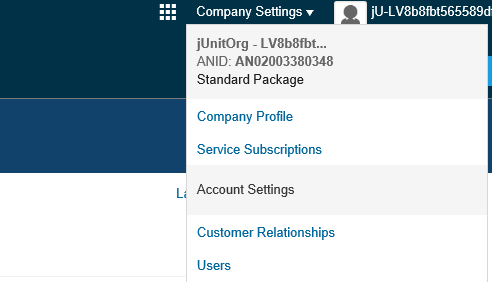 Company Settings
jU-LV8b8fbt565589d
jUnitOrg - LV8b8fbt...
ANID: AN02003380348
Standard Package
Company Profile
Service Subscriptions
La
Account Settings
Customer Relationships
Users